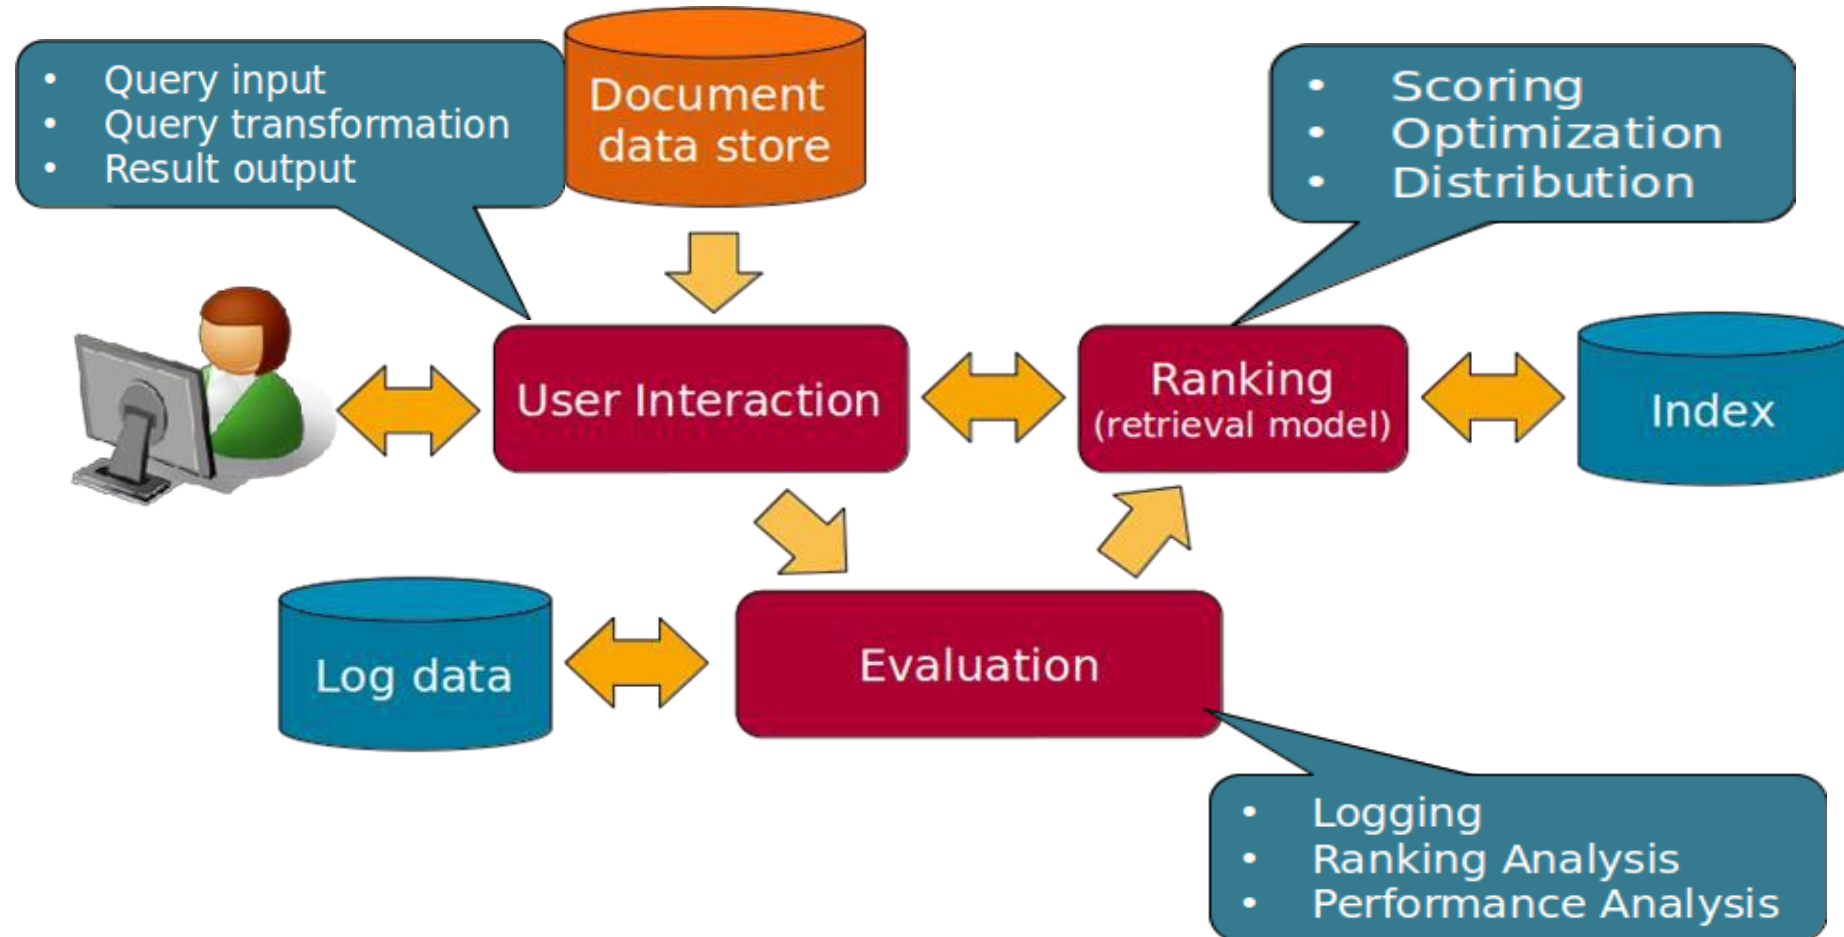 • Query input
• Query transformation
• Result output
Document
data store
• Scoring
• Optimization
• Distribution
User Interaction
Ranking
(retrieval model)
Index
Log data
Evaluation
• Logging
• Ranking Analysis
• Performance Analysis